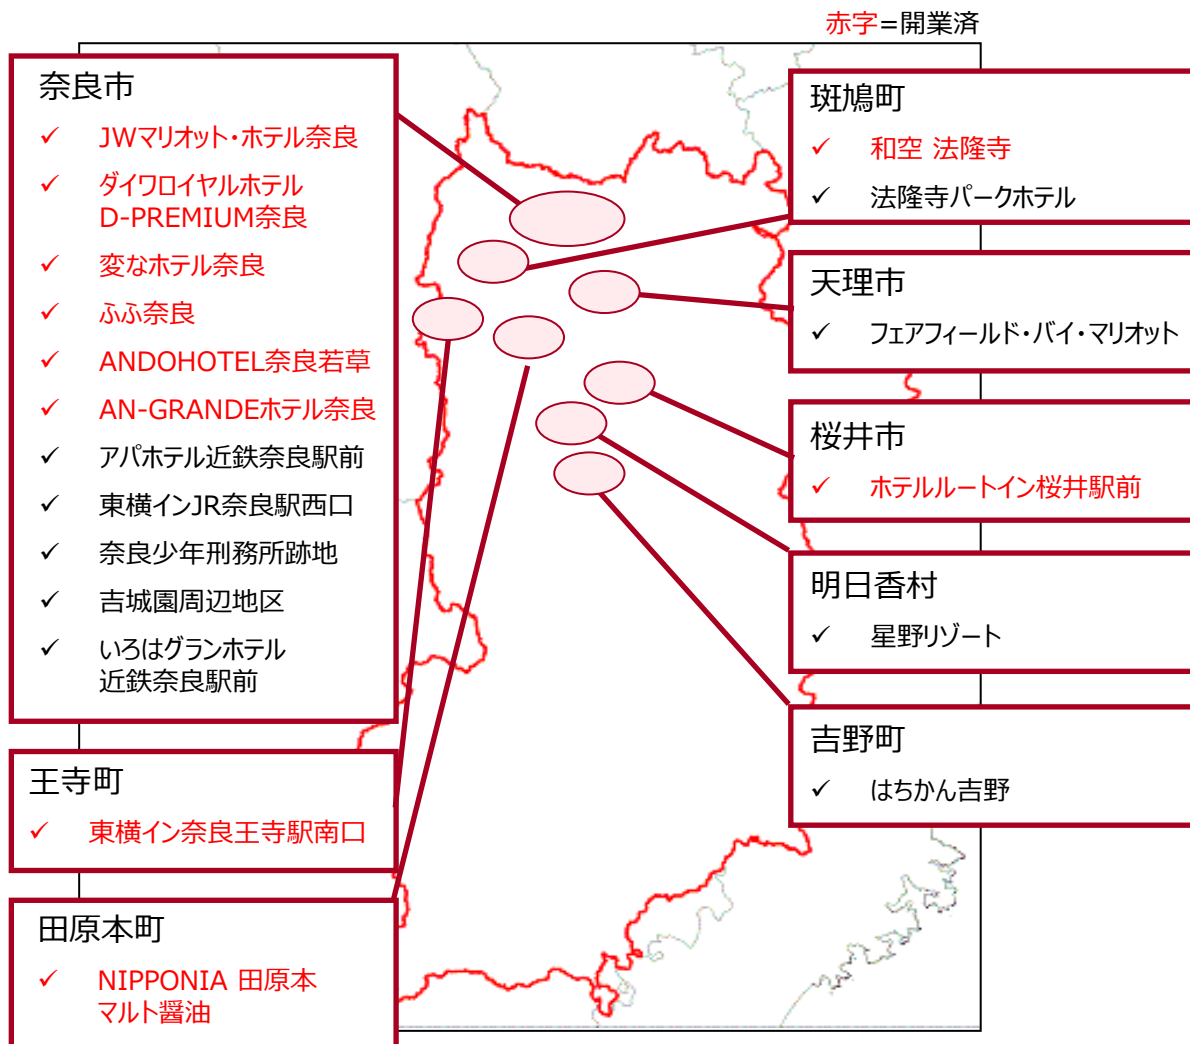 赤字=開業済
奈良市
✓ JWマリオット・ホテル奈良
✓ ダイワロイヤルホテル
D-PREMIUM奈良
✓ 変なホテル奈良
✓ ふふ奈良
✓ ANDOHOTEL奈良若草
✓ AN-GRANDEホテル奈良
✓ アパホテル近鉄奈良駅前
✓ 東横インJR奈良駅西口
✓ 奈良少年刑務所跡地
✓ 吉城園周辺地区
✓ いろはグランホテル
近鉄奈良駅前
王寺町
✓ 東横イン奈良王寺駅南口
田原本町
✓ NIPPONIA 田原本
マルト醤油
斑鳩町
✓ 和空 法隆寺
✓ 法隆寺パークホテル
天理市
✓ フェアフィールド・バイ・マリオット
桜井市
✓ ホテルルートイン桜井駅前
明日香村
✓ 星野リゾート
吉野町
✓ はちかん吉野